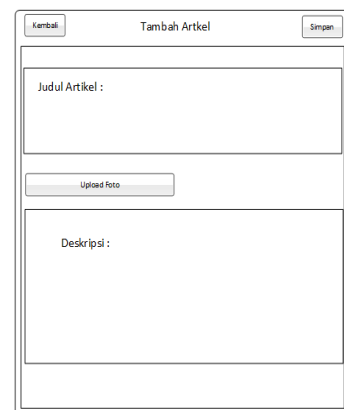 Kembali Tambah Artkel Simpan
Judul Artikel :
Upload Foto
Deskripsi :